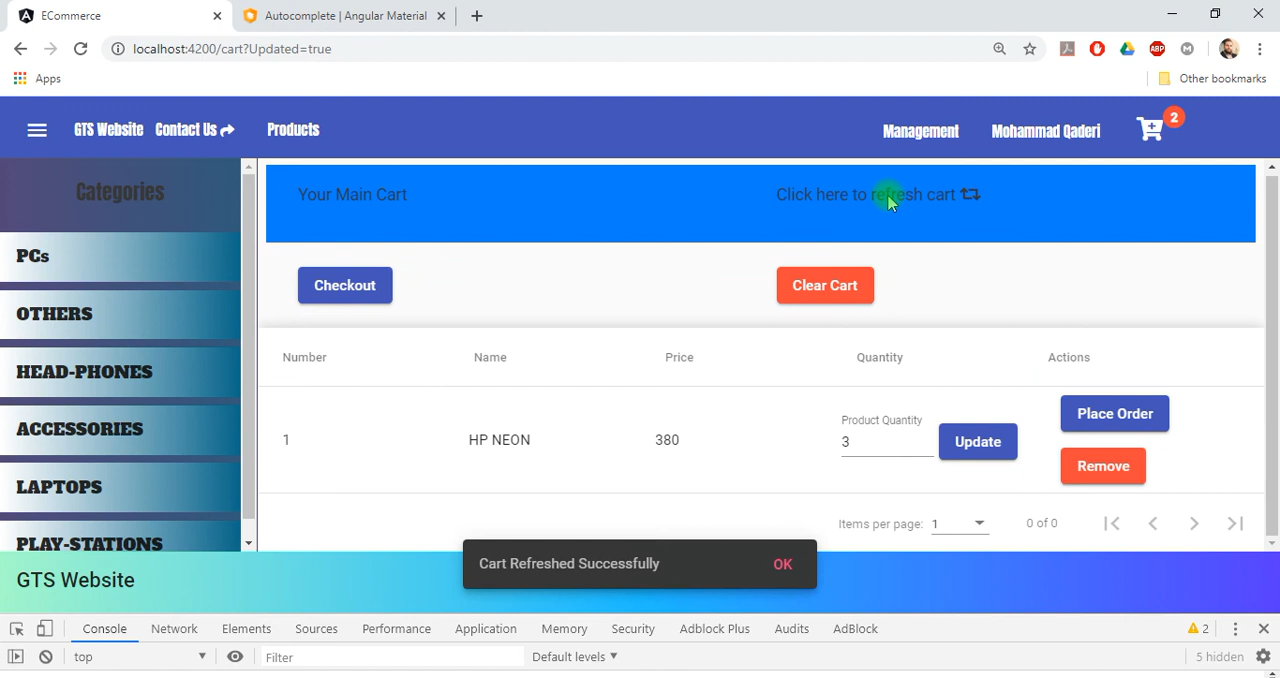 ECommerce
Autocomplete | Angular Material
localhost:4200/cart?Updated=true
ABP
M
Apps
Other bookmarks
GTS Website
Contact Us
Products
Management
Mohammad Qaderi
2
Categories
PCs
OTHERS
HEAD-PHONES
ACCESSORIES
LAPTOPS
PLAY-STATIONS
Your Main Cart
Click here to refresh cart
Checkout
Clear Cart
Number Name Price Quantity Actions
1 HP NEON 380
Product Quantity
3
Update
Place Order
Remove
Items per page: 1
0 of 0
Cart Refreshed Successfully OK
GTS Website
Console Network Elements Sources Performance Application Memory Security Adblock Plus Audits AdBlock
2
top
Filter
Default levels
5 hidden